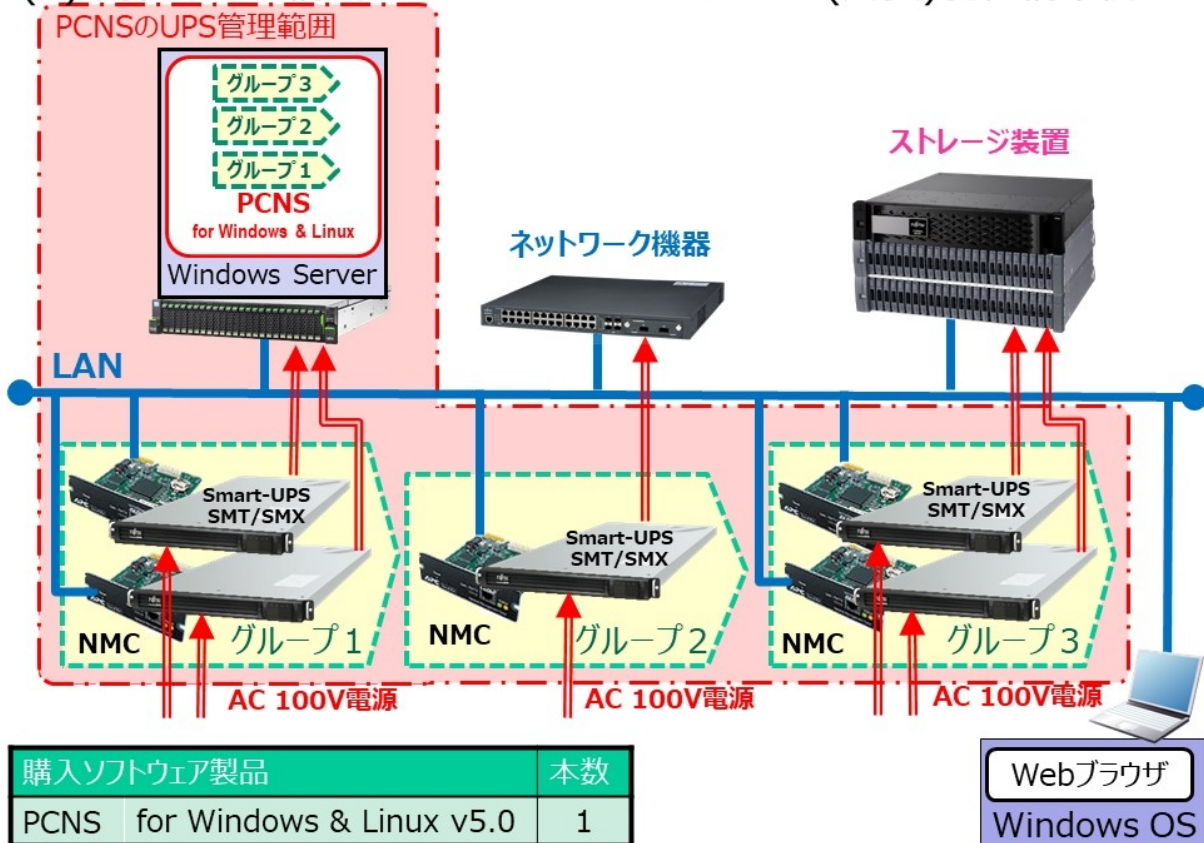 PCNSのUPS管理範囲
グループ3
グループ2
グループ1
PCNS
for Windows & Linux
Windows Server
ネットワーク機器
ストレージ装置
LAN
Smart-UPS
SMT/SMX
NMC
グループ1
Smart-UPS
SMT/SMX
NMC
グループ2
Smart-UPS
SMT/SMX
NMC
グループ3
AC 100V電源
AC 100V電源
AC 100V電源
購入ソフトウェア製品 本数
PCNS for Windows & Linux v5.0 1
Webブラウザ
Windows OS